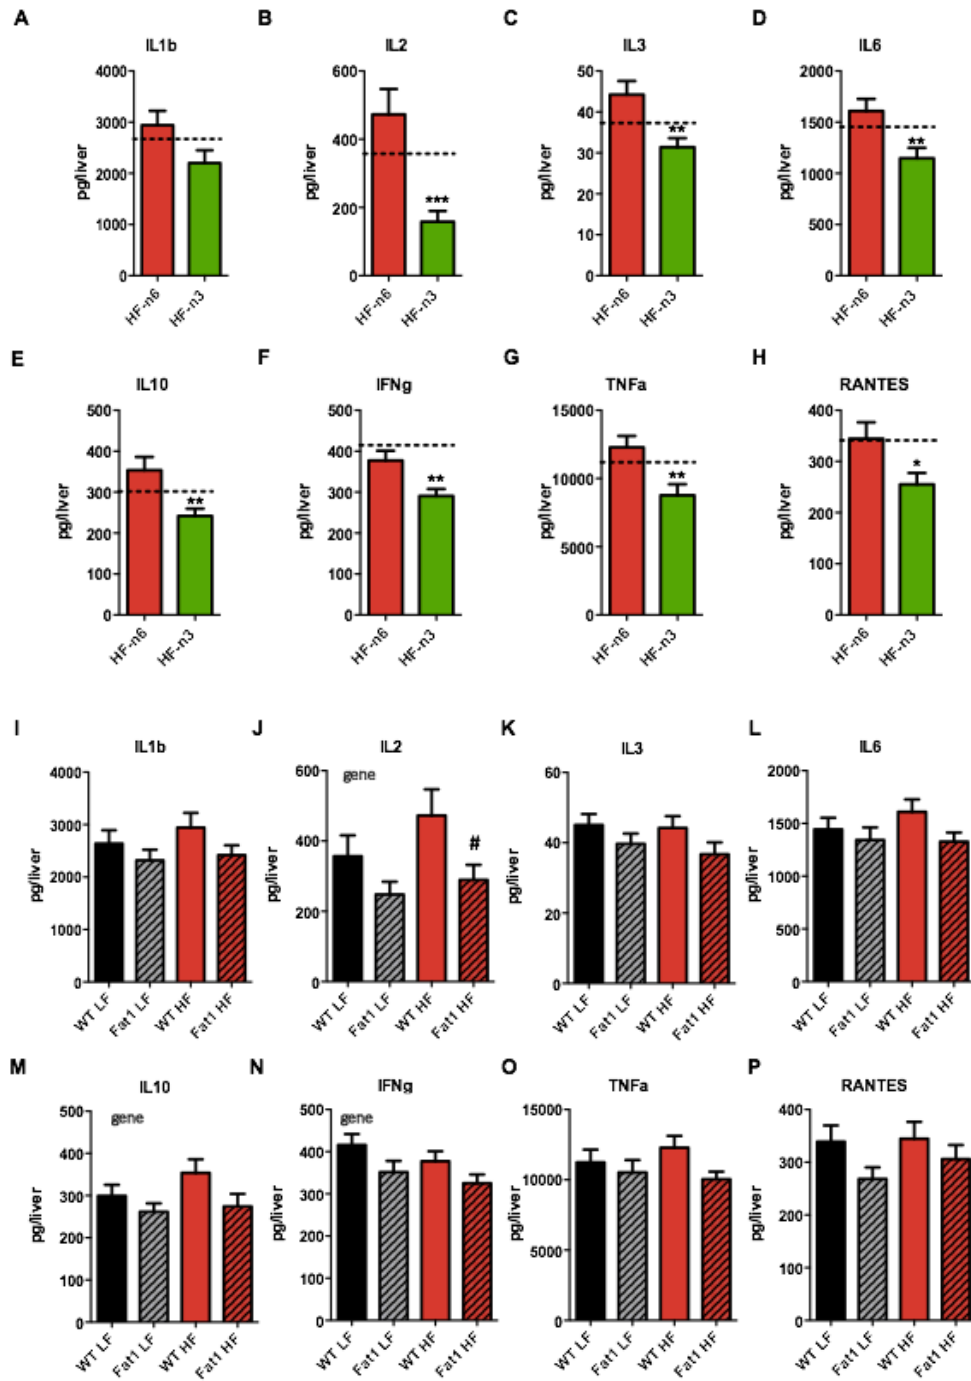 A B C D
IL1b IL2 IL3 IL6
4000 600 50 2000
3000 400 40 1500
2000 200 30 1000
1000 0 20 500
0 10 0
0
pg/liver pg/liver pg/liver pg/liver
** ** ***
HF-n6 HF-n3 HF-n6 HF-n3 HF-n6 HF-n3 HF-n6 HF-n3
E F G H
IL10 IFNg TNFa RANTES
500 500 15000 400
400 400 10000 300
300 300 5000 200
200 200 0 100
100 100 0
0 0
pg/liver pg/liver pg/liver pg/liver
** ** ** *
HF-n6 HF-n3 HF-n6 HF-n3 HF-n6 HF-n3 HF-n6 HF-n3
I J K L
IL1b IL2 IL3 IL6
gene
4000 600 60 2000
3000 400 40 1500
2000 200 20 1000
1000 0 0 500
0 0
pg/liver pg/liver pg/liver pg/liver
#
WT LF Fat1 LF WT HF Fat1 HF WT LF Fat1 LF WT HF Fat1 HF WT LF Fat1 LF WT HF Fat1 HF WT LF Fat1 LF WT HF Fat1 HF
M N O P
IL10 IFNg TNFa RANTES
gene gene
500 500 15000 400
400 400 10000 300
300 300 5000 200
200 200 0 100
100 100 0
0 0
pg/liver pg/liver pg/liver pg/liver
WT LF Fat1 LF WT HF Fat1 HF WT LF Fat1 LF WT HF Fat1 HF WT LF Fat1 LF WT HF Fat1 HF WT LF Fat1 LF WT HF Fat1 HF